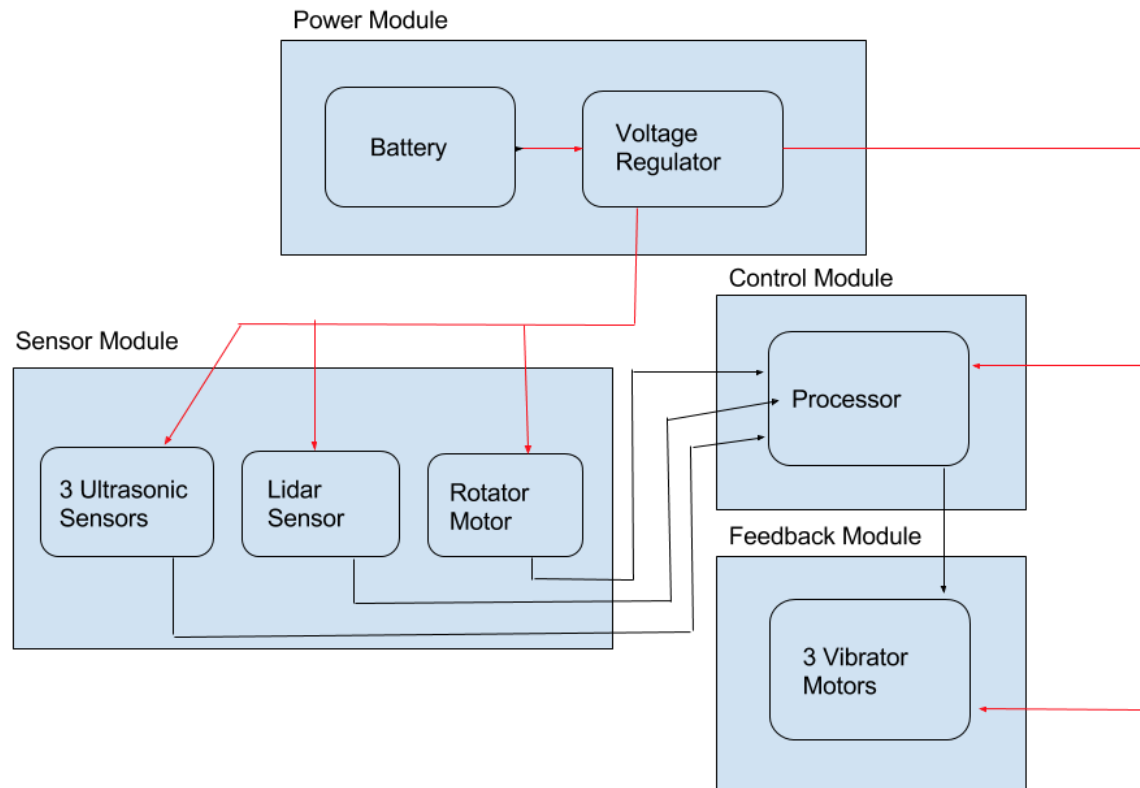 Power Module
Battery
Voltage
Regulator
Control Module
Processor
Sensor Module
3 Ultrasonic
Sensors
Lidar
Sensor
Rotator
Motor
Feedback Module
3 Vibrator
Motors